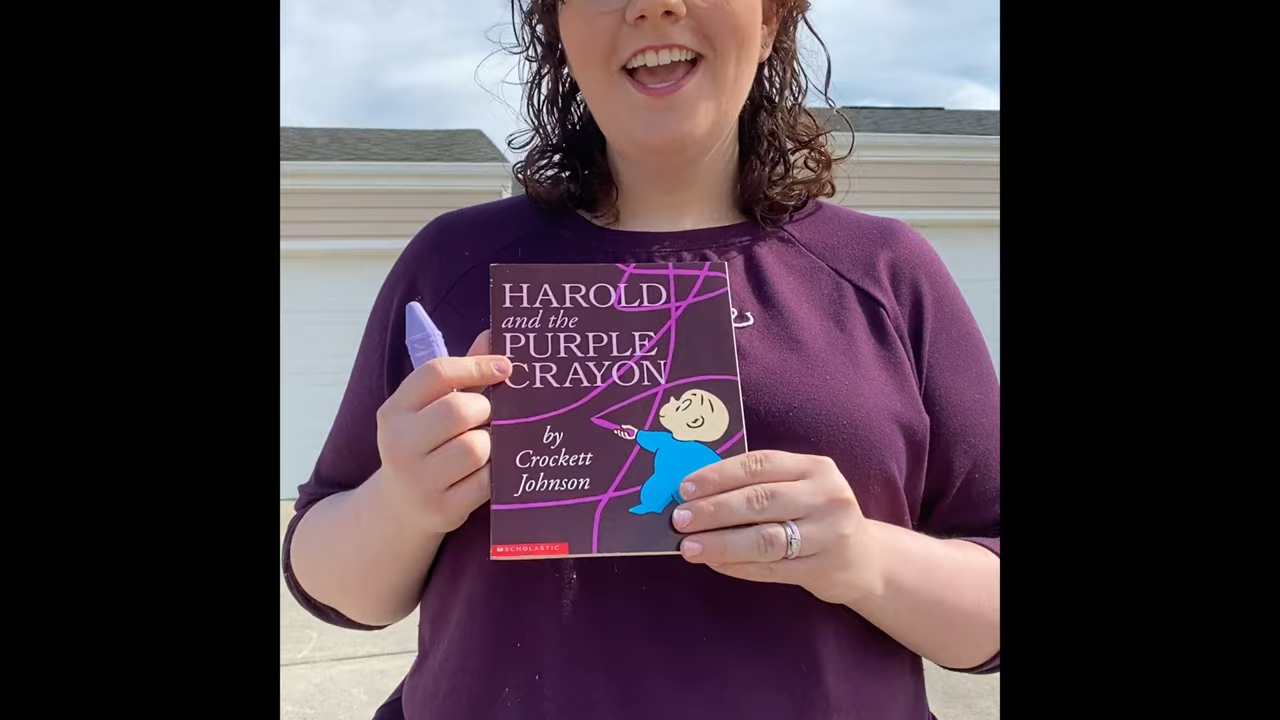 HAROLD
and the
PURPLE
CRAYON
by
Crockett
Johnson
SCHOLASTIC